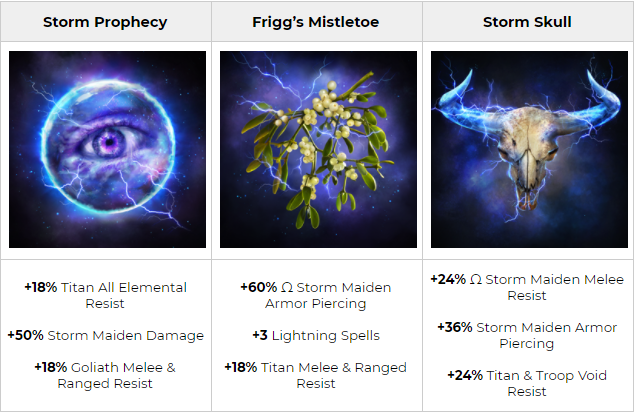 Storm Prophecy
Frigg’s Mistletoe
Storm Skull
+18% Titan All Elemental
Resist
+50% Storm Maiden Damage
+18% Goliath Melee &
Ranged Resist
+60% Ω Storm Maiden
Armor Piercing
+3 Lightning Spells
+18% Titan Melee & Ranged
Resist
+24% Ω Storm Maiden Melee
Resist
+36% Storm Maiden Armor
Piercing
+24% Titan & Troop Void
Resist